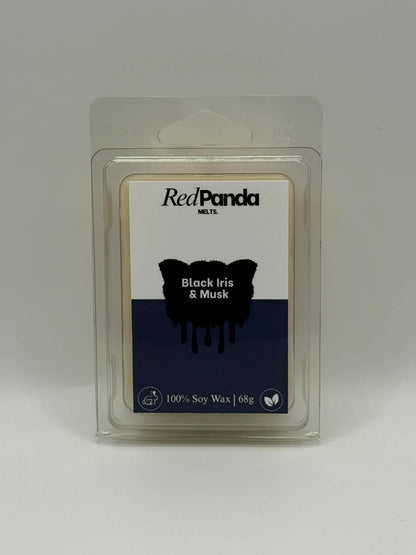 RedPanda
MELTS.
Black Iris
& Musk
100% Soy Wax | 68g